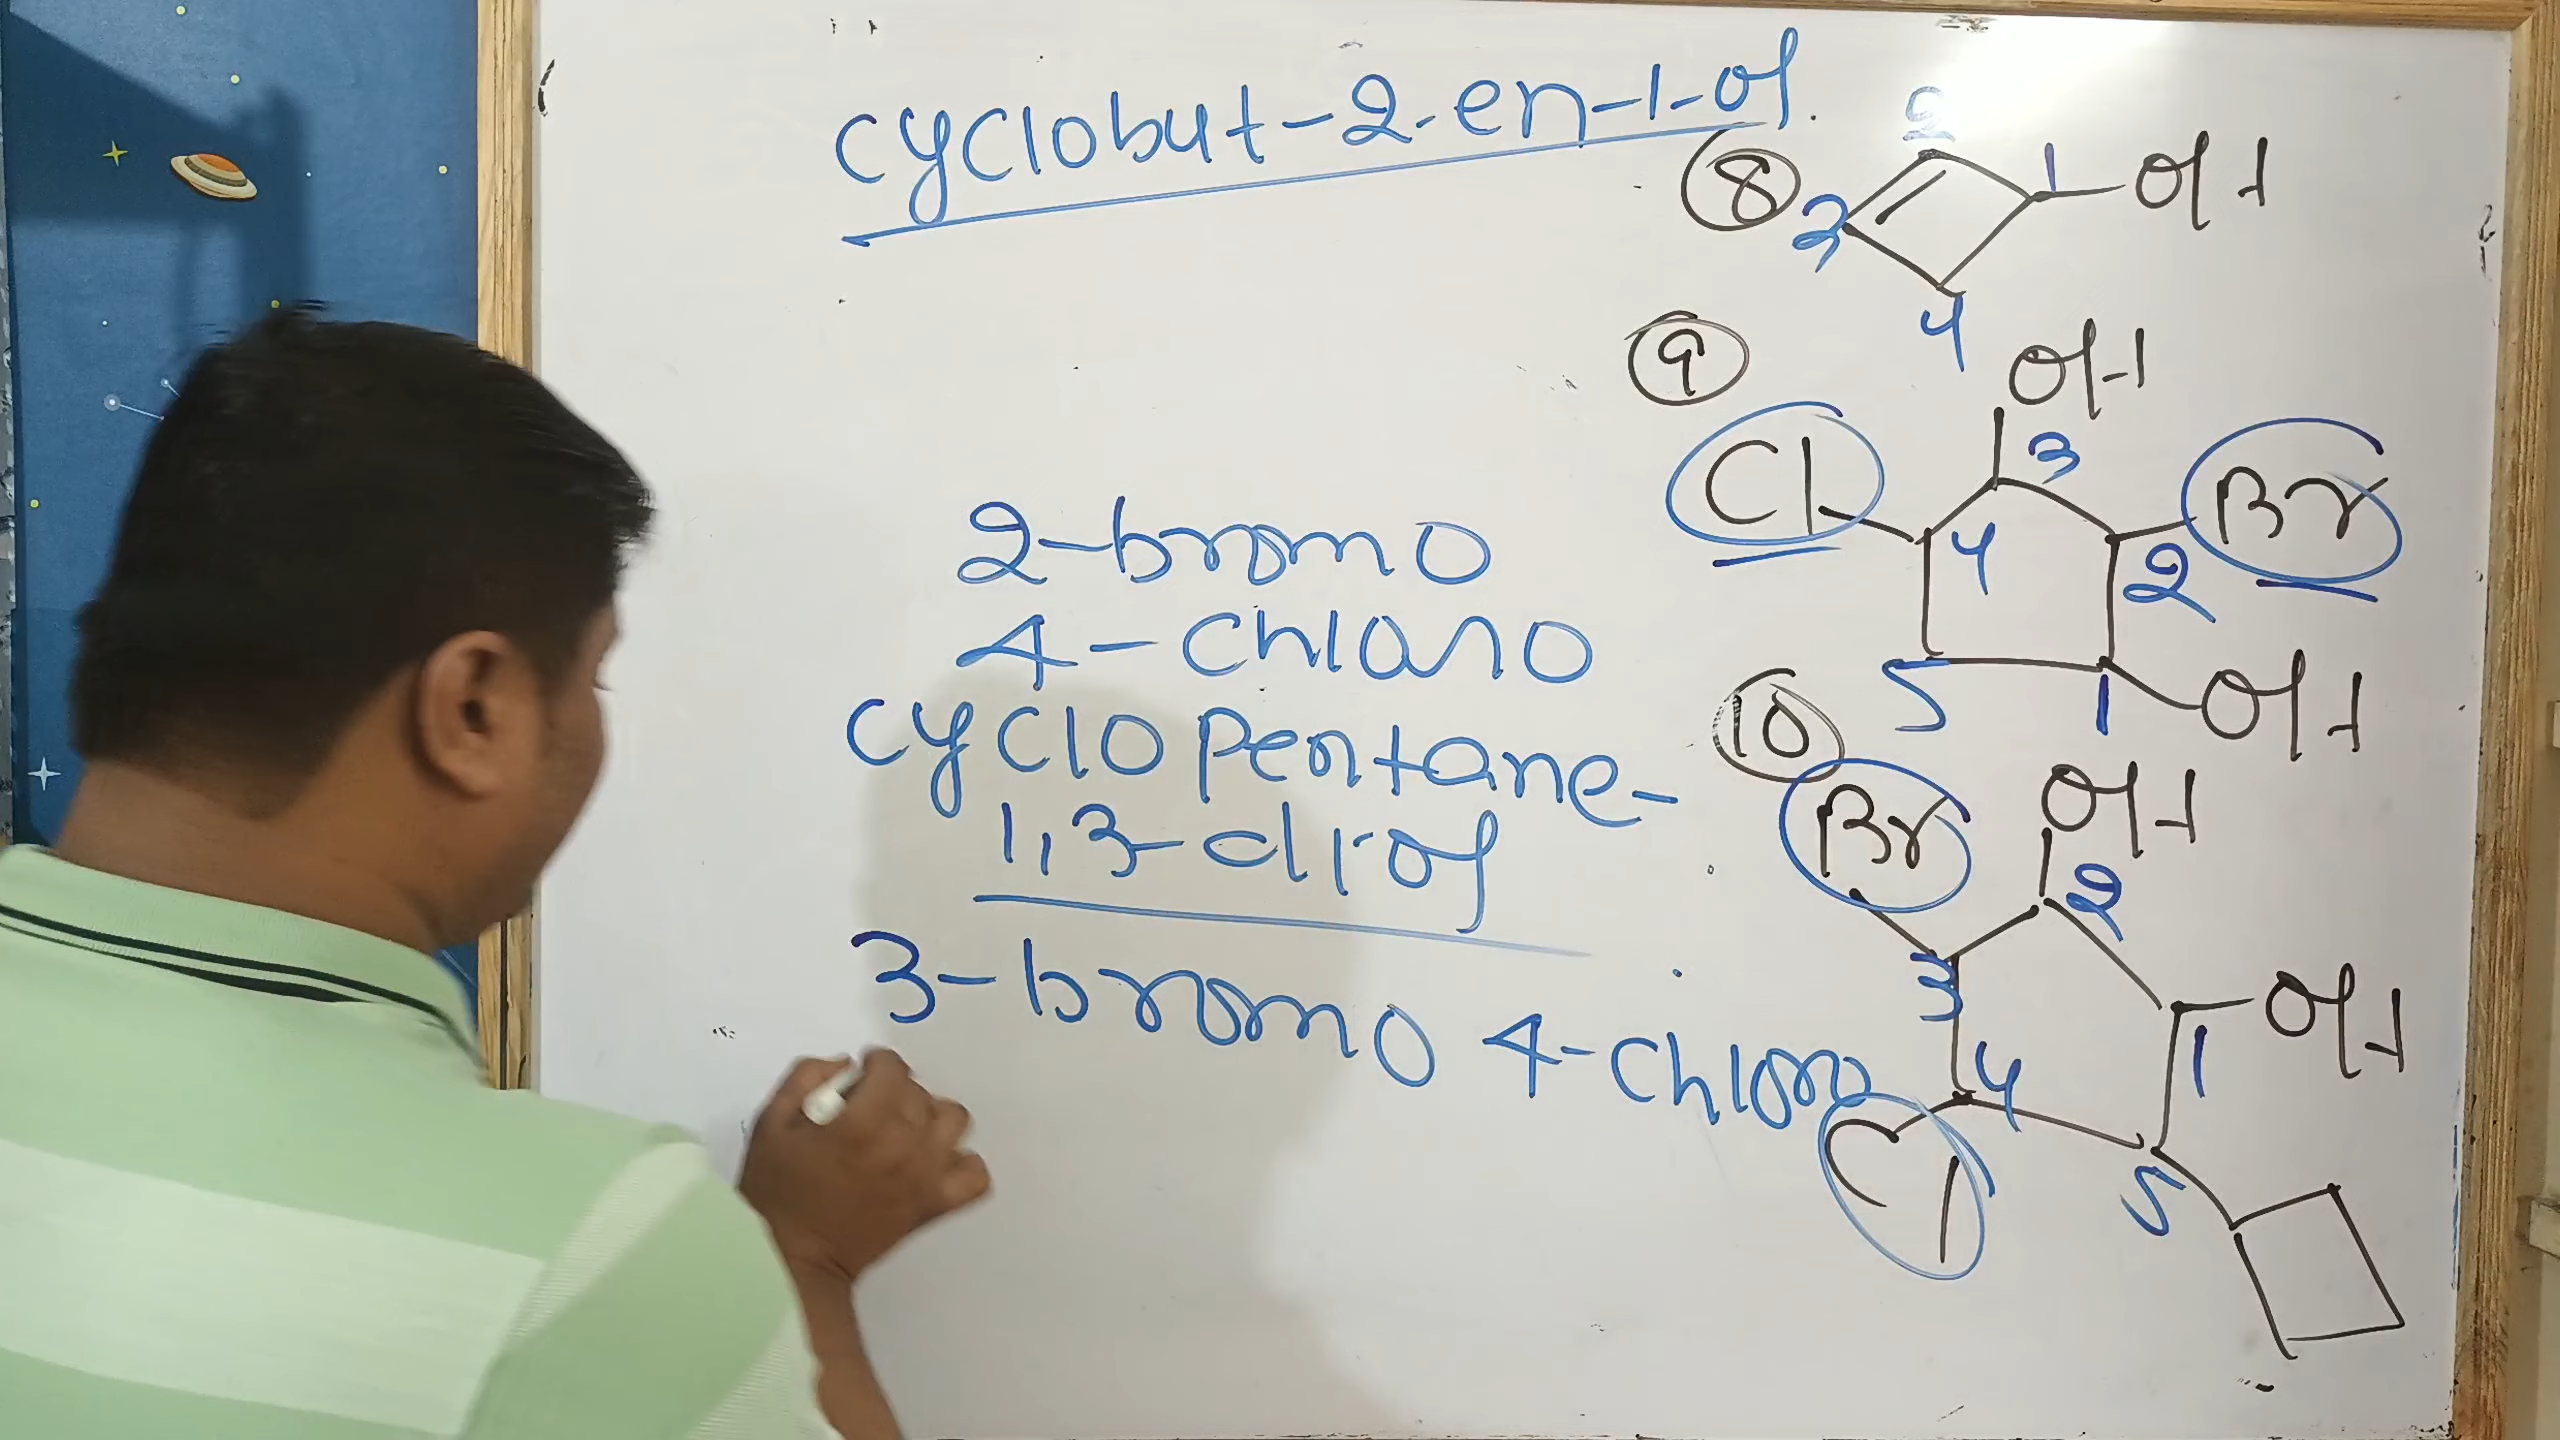 cyclobut-2-en-1-ol.
8
2
1
OH
3
4
9
OH
Cl
3
Br
4
2
5
1
OH
2-bromo
4-chloro
cyclopentane-
1,3-diol
10
Br
OH
2
3
OH
1
4
Cl
5
3-bromo 4-chloro